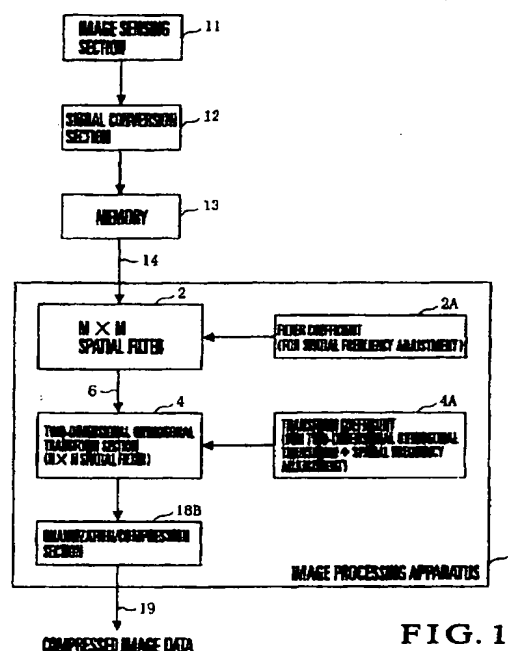 IMAGE SENSING
SECTION
11
SIGNAL CONVERSION
SECTION
12
MEMORY
13
14
2
M × M
SPATIAL FILTER
2A
FILTER COEFFICIENT
(FOR SPATIAL FREQUENCY ADJUSTMENT)
6
4
TWO-DIMENSIONAL ORTHOGONAL
TRANSFORM SECTION
(N × N SPATIAL FILTER)
4A
TRANSFORM COEFFICIENT
(FOR TWO-DIMENSIONAL ORTHOGONAL
TRANSFORM + SPATIAL FREQUENCY
ADJUSTMENT)
18B
QUANTIZATION/COMPRESSION
SECTION
IMAGE PROCESSING APPARATUS
19
COMPRESSED IMAGE DATA
FIG. 1